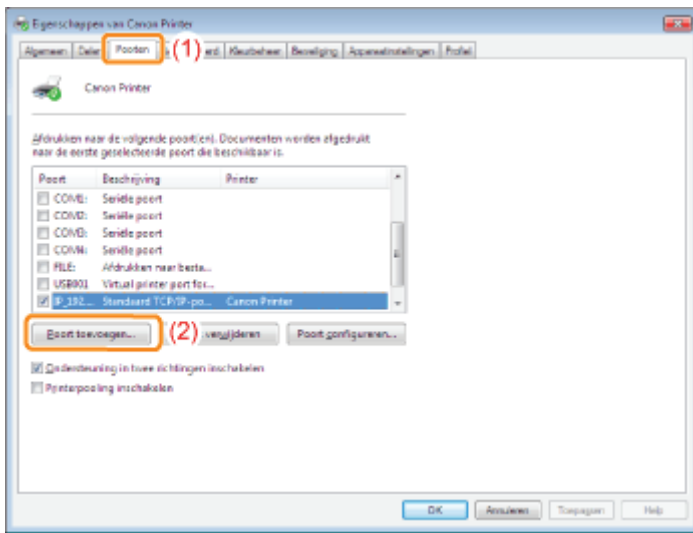 Eigenschappen van Canon Printer
Algemeen Delen Poorten (1) Kleurbeheer Beveiliging Apparaatinstellingen Profiel
Canon Printer
Afdrukken naar de volgende poort(en). Documenten worden afgedrukt
naar de eerste geselecteerde poort die beschikbaar is.
Poort Beschrijving Printer
COM1: Seriële poort
COM2: Seriële poort
COM3: Seriële poort
COM4: Seriële poort
FILE: Afdrukken naar besta...
USB001 Virtual printer port for...
IP_192... Standaard TCP/IP-po... Canon Printer
Poort toevoegen... (2) verwijderen Poort configureren...
Ondersteuning in twee richtingen inschakelen
Printerpooling inschakelen
OK Annuleren Toepassen Help